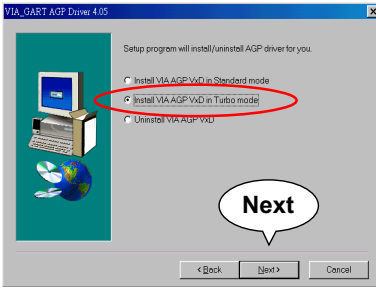 VIA_GART AGP Driver 4.05
Setup program will install/uninstall AGP driver for you.
Install VIA AGP VxD in Standard mode
Install VIA AGP VxD in Turbo mode
Uninstall VIA AGP VxD
Next
< Back
Next >
Cancel